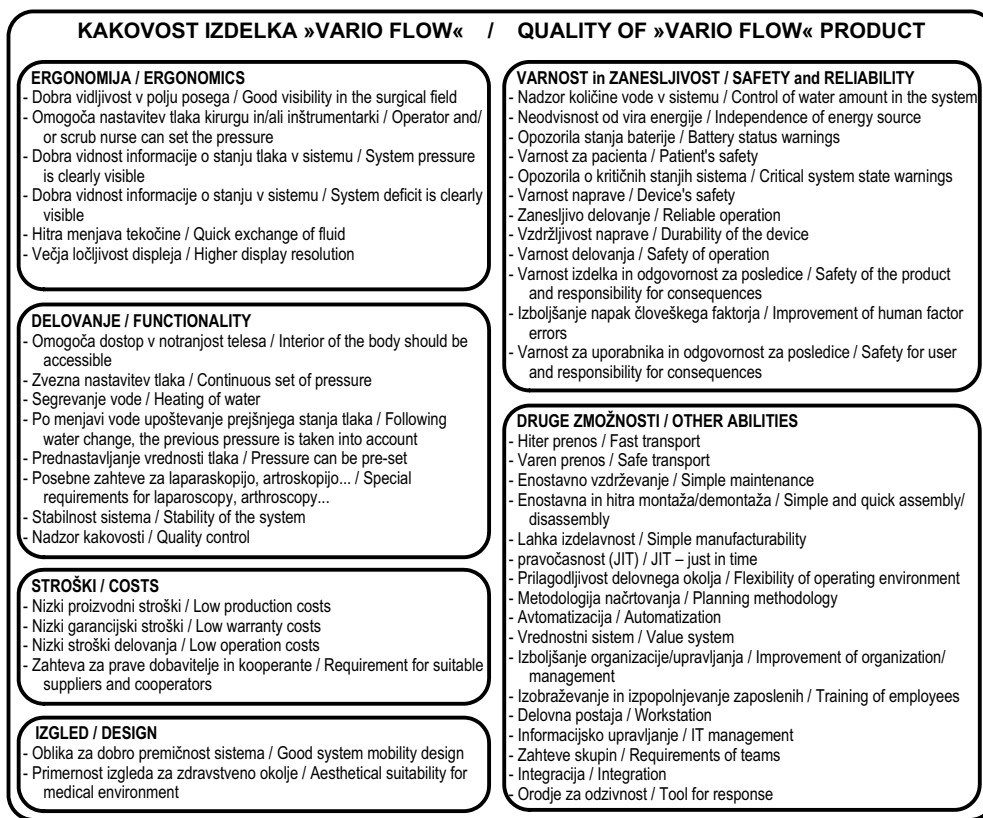 KAKOVOST IZDELKA »VARIO FLOW« / QUALITY OF »VARIO FLOW« PRODUCT
ERGONOMIJA / ERGONOMICS
- Dobra vidljivost v polju posega / Good visibility in the surgical field
- Omogoča nastavitev tlaka kirurgu in/ali inštrumentarki / Operator and/
or scrub nurse can set the pressure
- Dobra vidnost informacije o stanju tlaka v sistemu / System pressure
is clearly visible
- Dobra vidnost informacije o stanju v sistemu / System deficit is clearly
visible
- Hitra menjava tekočine / Quick exchange of fluid
- Večja ločljivost displeja / Higher display resolution
DELOVANJE / FUNCTIONALITY
- Omogoča dostop v notranjost telesa / Interior of the body should be
accessible
- Zvezna nastavitev tlaka / Continuous set of pressure
- Segrevanje vode / Heating of water
- Po menjavi vode upoštevanje prejšnjega stanja tlaka / Following
water change, the previous pressure is taken into account
- Prednastavljanje vrednosti tlaka / Pressure can be pre-set
- Posebne zahteve za laparaskopijo, artroskopijo... / Special
requirements for laparoscopy, arthroscopy...
- Stabilnost sistema / Stability of the system
- Nadzor kakovosti / Quality control
STROŠKI / COSTS
- Nizki proizvodni stroški / Low production costs
- Nizki garancijski stroški / Low warranty costs
- Nizki stroški delovanja / Low operation costs
- Zahteva za prave dobavitelje in kooperante / Requirement for suitable
suppliers and cooperators
IZGLED / DESIGN
- Oblika za dobro premičnost sistema / Good system mobility design
- Primernost izgleda za zdravstveno okolje / Aesthetical suitability for
medical environment
VARNOST in ZANESLJIVOST / SAFETY and RELIABILITY
- Nadzor količine vode v sistemu / Control of water amount in the system
- Neodvisnost od vira energije / Independence of energy source
- Opozorila stanja baterije / Battery status warnings
- Varnost za pacienta / Patient's safety
- Opozorila o kritičnih stanjih sistema / Critical system state warnings
- Varnost naprave / Device's safety
- Zanesljivo delovanje / Reliable operation
- Vzdržljivost naprave / Durability of the device
- Varnost delovanja / Safety of operation
- Varnost izdelka in odgovornost za posledice / Safety of the product
and responsibility for consequences
- Izboljšanje napak človeškega faktorja / Improvement of human factor
errors
- Varnost za uporabnika in odgovornost za posledice / Safety for user
and responsibility for consequences
DRUGE ZMOŽNOSTI / OTHER ABILITIES
- Hiter prenos / Fast transport
- Varen prenos / Safe transport
- Enostavno vzdrževanje / Simple maintenance
- Enostavna in hitra montaža/demontaža / Simple and quick assembly/
disassembly
- Lahka izdelavnost / Simple manufacturability
- pravočasnost (JIT) / JIT – just in time
- Prilagodljivost delovnega okolja / Flexibility of operating environment
- Metodologija načrtovanja / Planning methodology
- Avtomatizacija / Automatization
- Vrednostni sistem / Value system
- Izboljšanje organizacije/upravljanja / Improvement of organization/
management
- Izobraževanje in izpopolnjevanje zaposlenih / Training of employees
- Delovna postaja / Workstation
- Informacijsko upravljanje / IT management
- Zahteve skupin / Requirements of teams
- Integracija / Integration
- Orodje za odzivnost / Tool for response